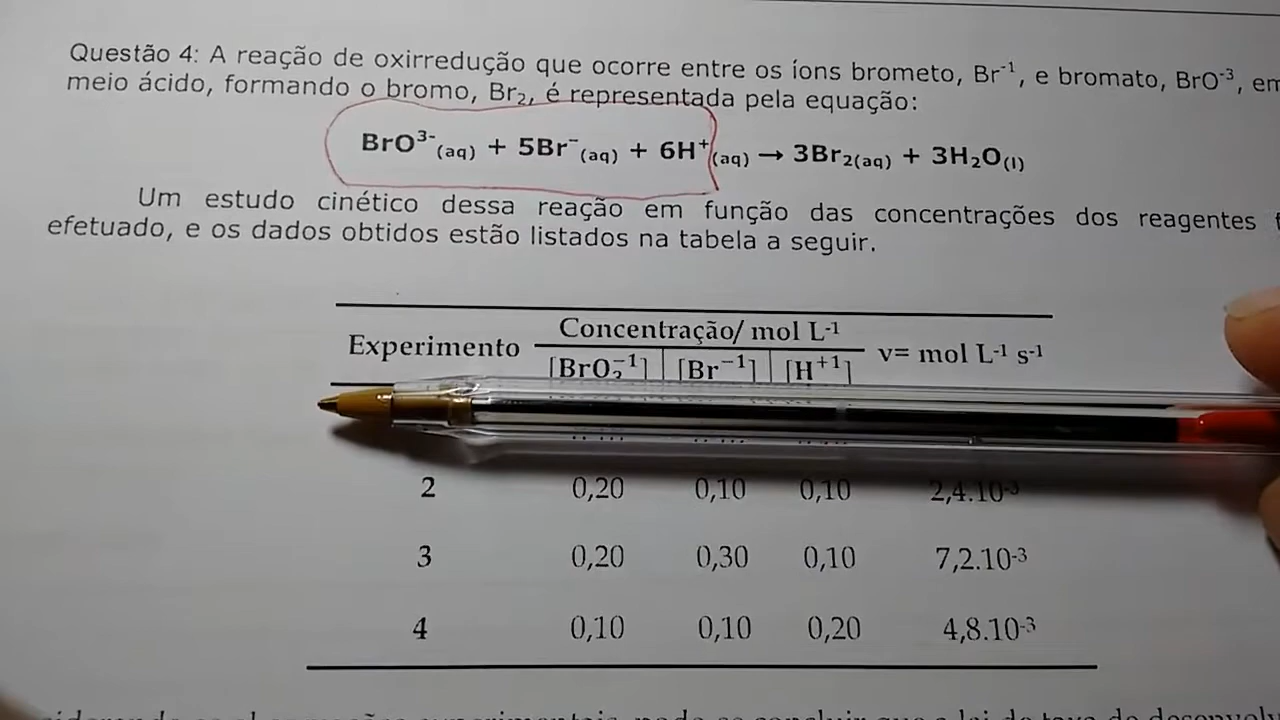 Questão 4: A reação de oxirredução que ocorre entre os íons brometo, Br⁻¹, e bromato, BrO⁻³, em
meio ácido, formando o bromo, Br₂, é representada pela equação:
BrO³⁻(aq) + 5Br⁻(aq) + 6H⁺(aq) → 3Br₂(aq) + 3H₂O(l)
Um estudo cinético dessa reação em função das concentrações dos reagentes
efetuado, e os dados obtidos estão listados na tabela a seguir.
Experimento Concentração/ mol L⁻¹ v= mol L⁻¹ s⁻¹
[BrO₃⁻¹] [Br⁻¹] [H⁺¹]
2 0,20 0,10 0,10 2,4.10⁻³
3 0,20 0,30 0,10 7,2.10⁻³
4 0,10 0,10 0,20 4,8.10⁻³